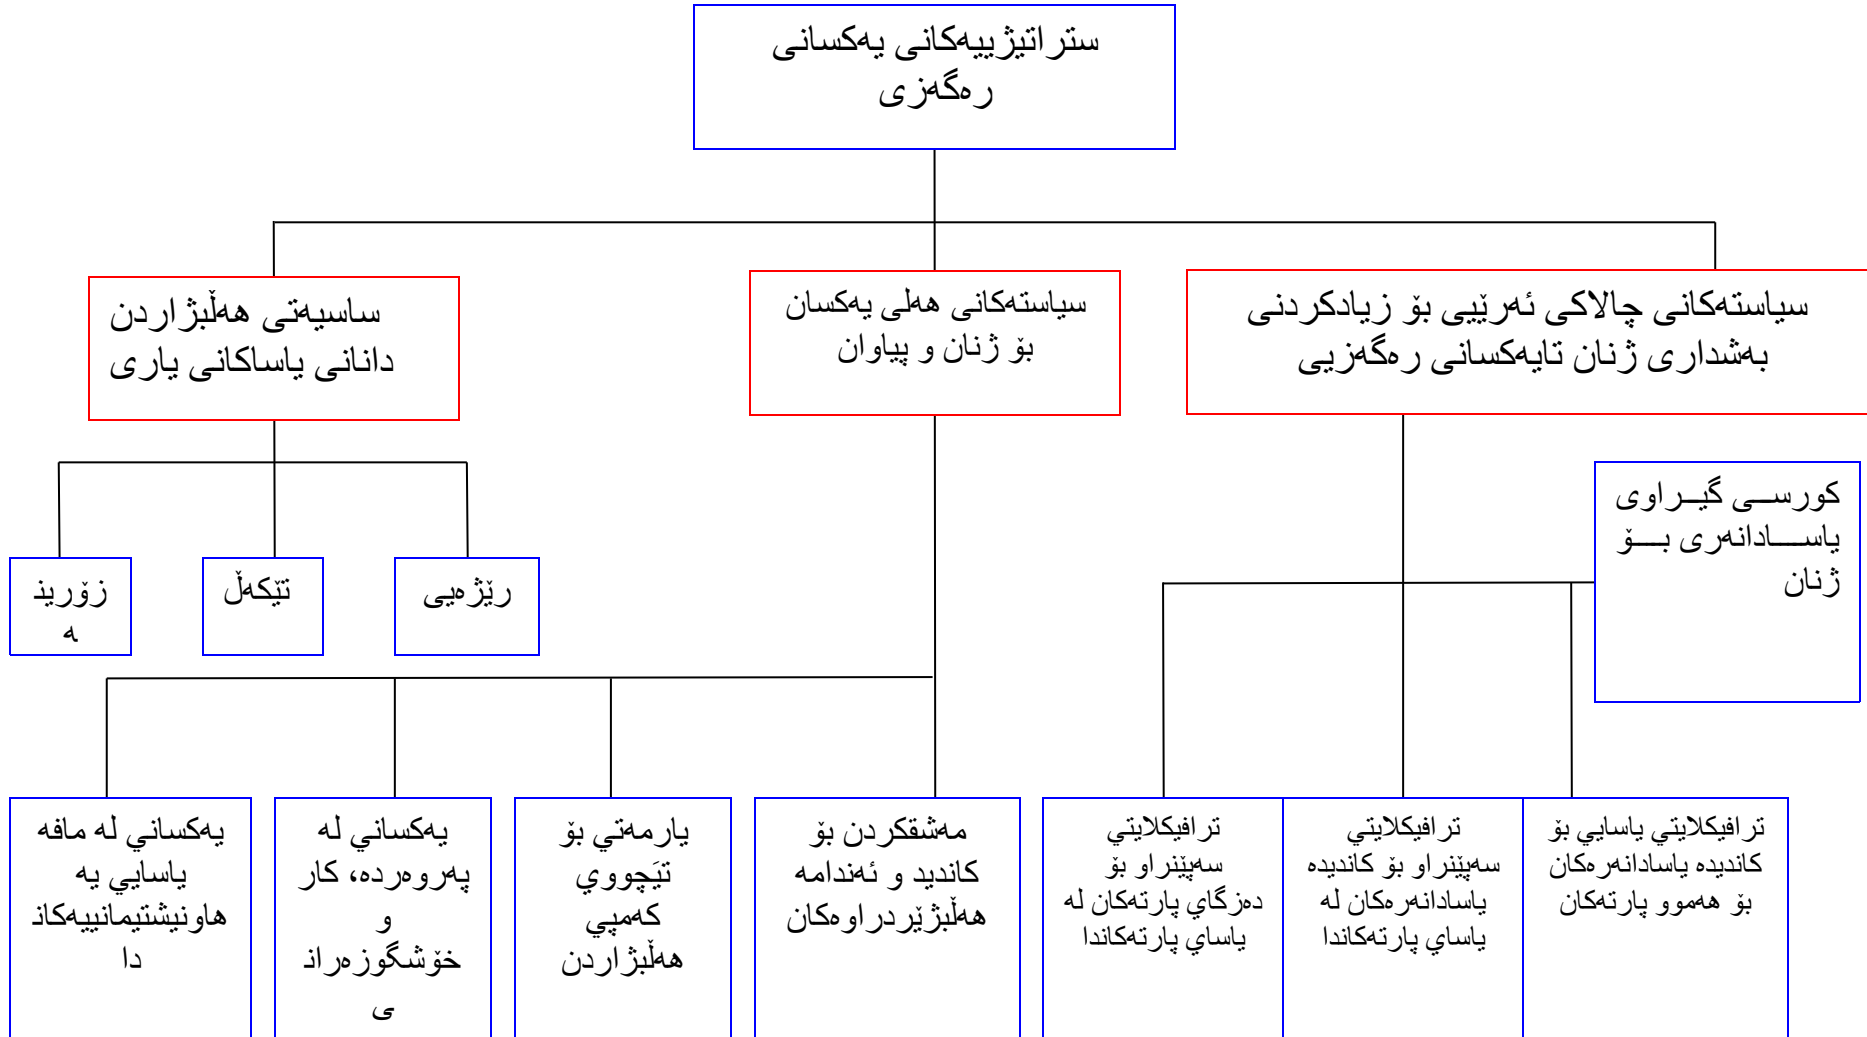 ستراتیژییەکانی یەکسانی
رەگەزی
سیاستەکانی چالاکی ئەرێیی بۆ زیادکردنی
بەشداری ژنان تایەکسانی رەگەزیی
سیاستەکانی هەلی یەکسان
بۆ ژنان و پیاوان
ساسیەتی هەڵبژاردن
دانانی یاساکانی یاری
کورسی گیراوی
یاسادانەری بۆ
ژنان
رێژەیی
تێکەڵ
زۆرین
ە
ترافیکلایتي یاسایي بۆ
کاندیدە یاسادانەرەکان
بۆ هەموو پارتەکان
ترافیکلایتي
سەپێنراو بۆ کاندیدە
یاسادانەرەکان لە
یاساي پارتەکاندا
ترافیکلایتي
سەپێنراو بۆ
دەزگاي پارتەکان لە
یاساي پارتەکاندا
مەشقکردن بۆ
کاندید و ئەندامە
هەڵبژێردراوەکان
یارمەتي بۆ
تێچووي
کەمپي
هەڵبژاردن
یەکساني لە
پەروەردە، کار
و
خۆشگوزەران
ی
یەکساني لە مافە
یاسایي یە
هاونیشتیمانییەکان
دا